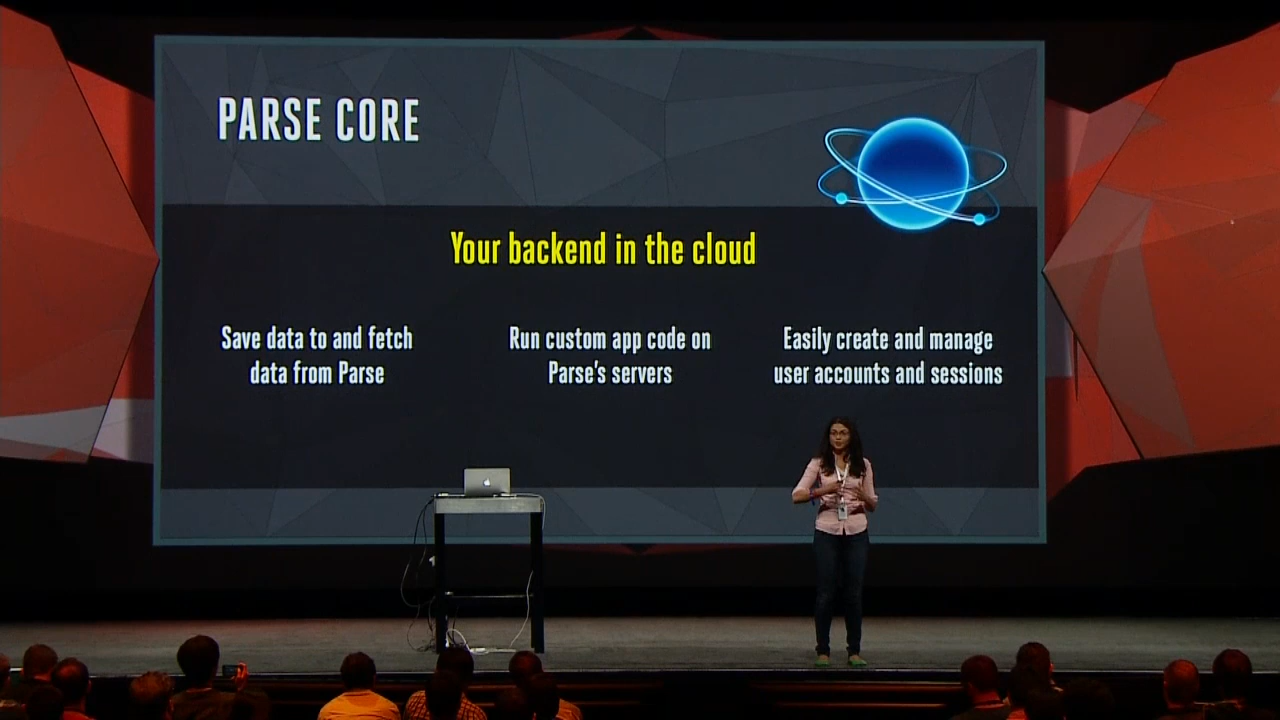 PARSE CORE
Your backend in the cloud
Save data to and fetch
data from Parse
Run custom app code on
Parse's servers
Easily create and manage
user accounts and sessions